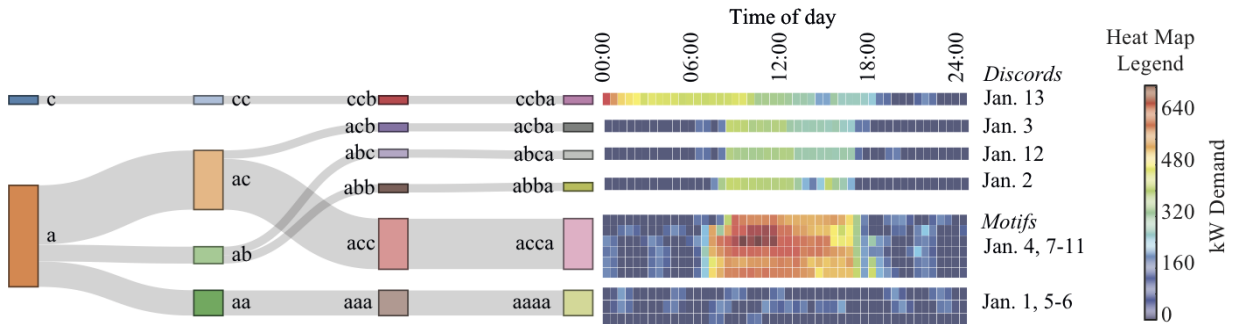 Time of day
00:00
06:00
12:00
18:00
24:00
Heat Map
Legend
Discords
c
cc
ccb
ccba
Jan. 13
640
acb
acba
Jan. 3
abc
abca
Jan. 12
480
ac
abb
abba
Jan. 2
320
kW Demand
Motifs
a
acc
acca
Jan. 4, 7-11
ab
160
aa
aaa
aaaa
Jan. 1, 5-6
0